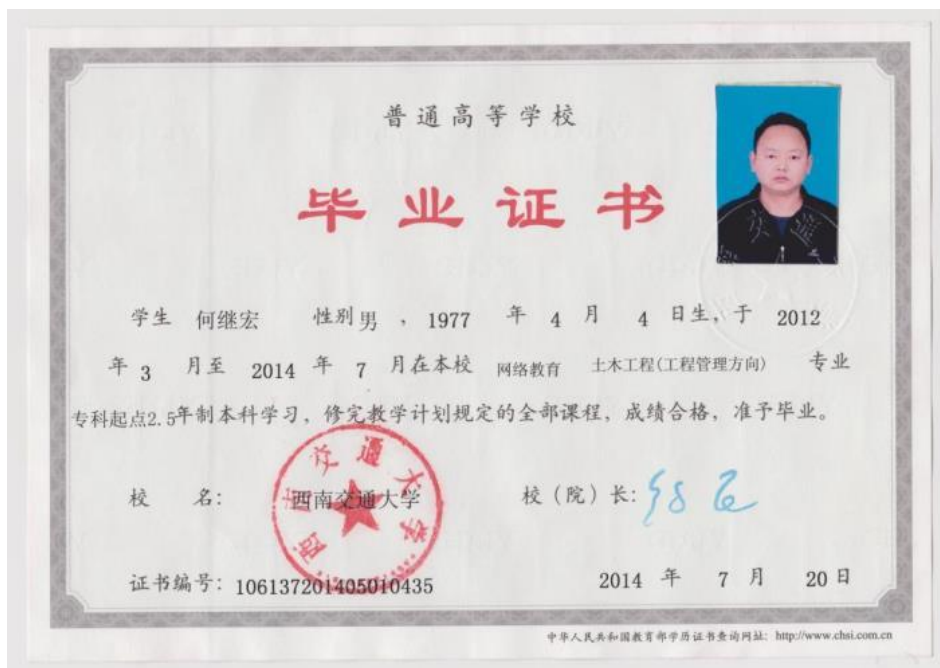 普通高等学校
毕业证书
学生 何继宏 性别 男 , 1977 年 4 月 4 日生, 于 2012
年 3 月至 2014 年 7 月在本校 网络教育 土木工程(工程管理方向) 专业
专科起点2.5年制本科学习, 修完教学计划规定的全部课程, 成绩合格, 准予毕业。
校 名: 西南交通大学 校(院)长:
西南交通大学
证书编号: 106137201405010435 2014 年 7 月 20 日
中华人民共和国教育部学历证书查询网址: http://www.chsi.com.cn